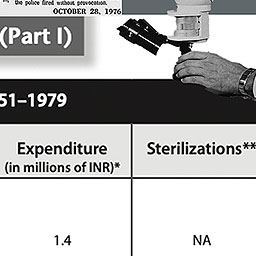 the police fired without provocation.
OCTOBER 28, 1976
(Part I)
51–1979
Expenditure
(in millions of INR)*
Sterilizations**
1.4
NA